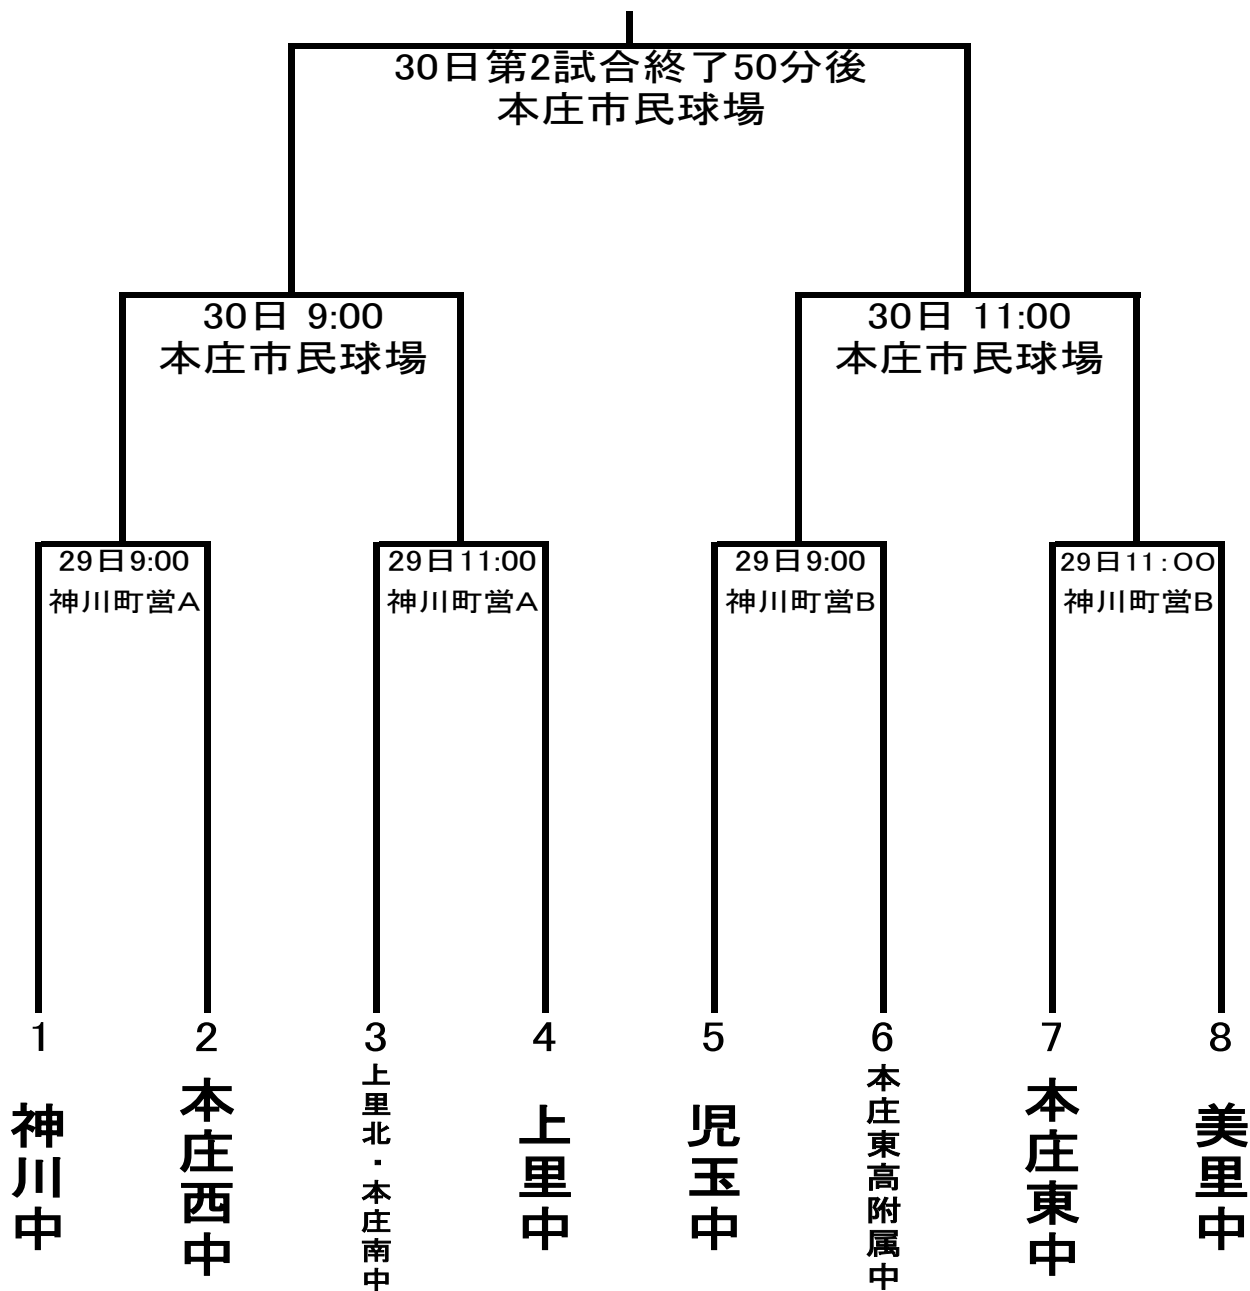 30日第2試合終了50分後
本庄市民球場
30日 9:00
本庄市民球場
30日 11:00
本庄市民球場
29日9:00
神川町営A
29日11:00
神川町営A
29日9:00
神川町営B
29日11:00
神川町営B
1
2
3
4
5
6
7
8
神川中
本庄西中
上里北・本庄南中
上里中
児玉中
本庄東高附属中
本庄東中
美里中